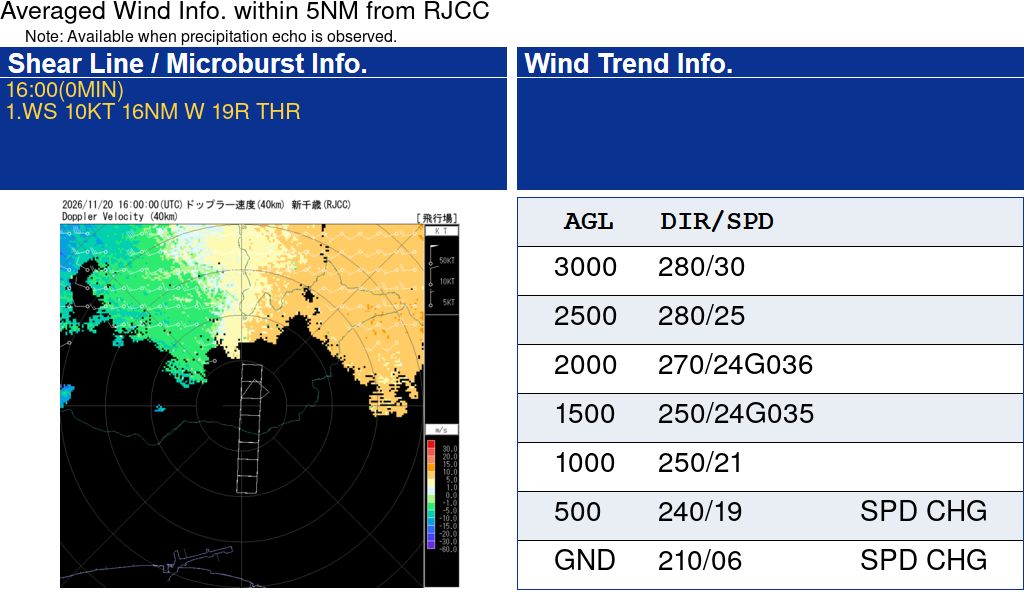 Averaged Wind Info. within 5NM from RJCC
Note: Available when precipitation echo is observed.
Shear Line / Microburst Info.
16:00(0MIN)
1.WS 10KT 16NM W 19R THR
Wind Trend Info.
2026/11/20 16:00:00(UTC) ドップラー速度(40km) 新千歳(RJCC)
Doppler Velocity (40km)
[飛行場]
KT
50KT
10KT
5KT
m/s
30.0
20.0
15.0
10.0
5.0
1.0
0.0
-1.0
-5.0
-10.0
-15.0
-20.0
-30.0
-60.0
AGL DIR/SPD
3000 280/30
2500 280/25
2000 270/24G036
1500 250/24G035
1000 250/21
500 240/19 SPD CHG
GND 210/06 SPD CHG